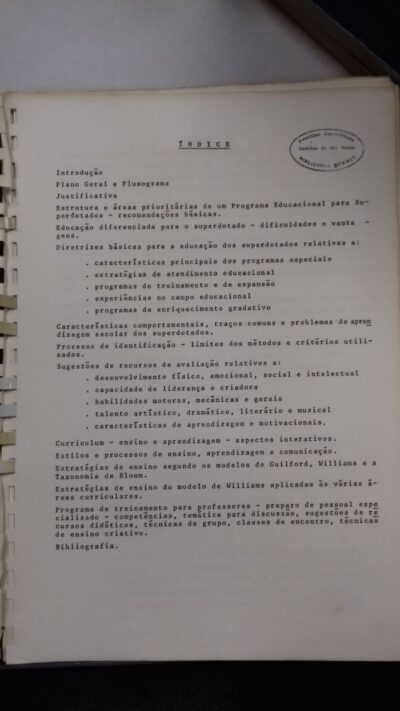 ÍNDICE
Pontifícia Universidade
Católica de São Paulo
Introdução
Plano Geral e Fluxograma
Justificativa
Estrutura e áreas prioritárias de um Programa Educacional para Su-
perdotados - recomendações básicas.
Educação diferenciada para o superdotado - dificuldades e vanta -
gens.
Diretrizes básicas para a educação dos superdotados relativas a:
. características principais dos programas especiais
. estratégias de atendimento educacional
. programas de treinamento e de expansão
. experiências no campo educacional
. programas de enriquecimento gradativo
Características comportamentais, traços comuns e problemas de apren
dizagem escolar dos superdotados.
Processo de identificação - limites dos métodos e critérios utili-
zados.
Sugestões de recursos de avaliação relativos a:
. desenvolvimento físico, emocional, social e intelectual
. capacidade de liderança e criadora
. habilidades motoras, mecânicas e gerais
. talento artístico, dramático, literário e musical
. características de aprendizagem e motivacionais.
Curriculum - ensino e aprendizagem - aspectos interativos.
Estilos e processos de ensino, aprendizagem e comunicação.
Estratégias de ensino segundo os modelos de Guilford, Williams e a
Taxonomia de Bloom.
Estratégias de ensino do modelo de Williams aplicadas às várias á-
reas curriculares.
Programa de treinamento para professores - preparo de pessoal espe
cializado - competências, temática para discussão, sugestões de re
cursos didáticos, técnicas de grupo, classes de encontro, técnicas
de ensino criativo.
Bibliografia.